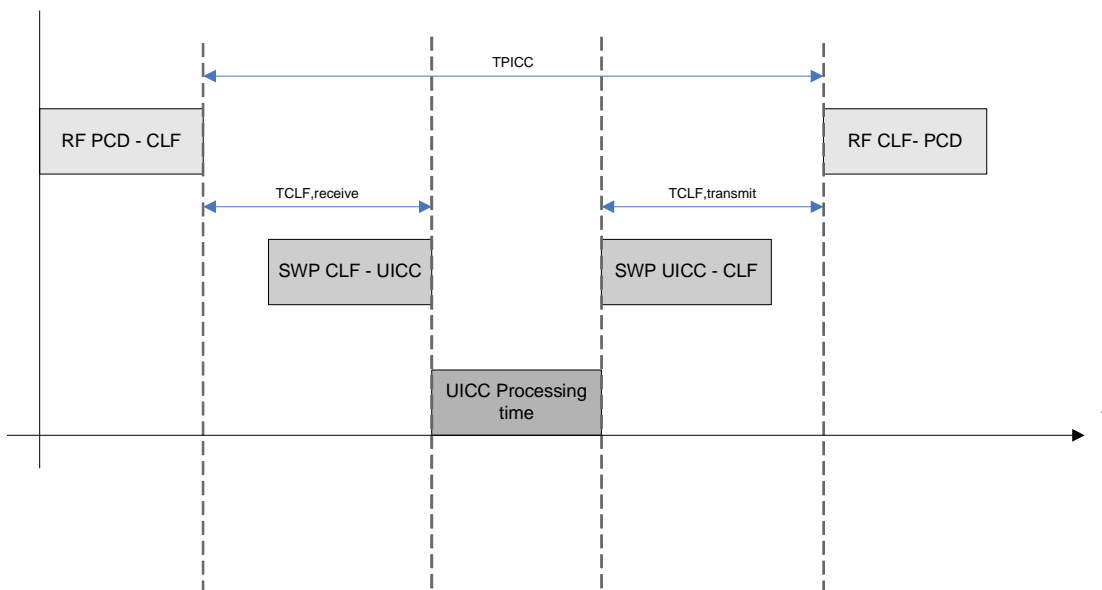 TPICC
RF PCD - CLF
RF CLF- PCD
TCLF,receive
TCLF,transmit
SWP CLF - UICC
SWP UICC - CLF
UICC Processing
time